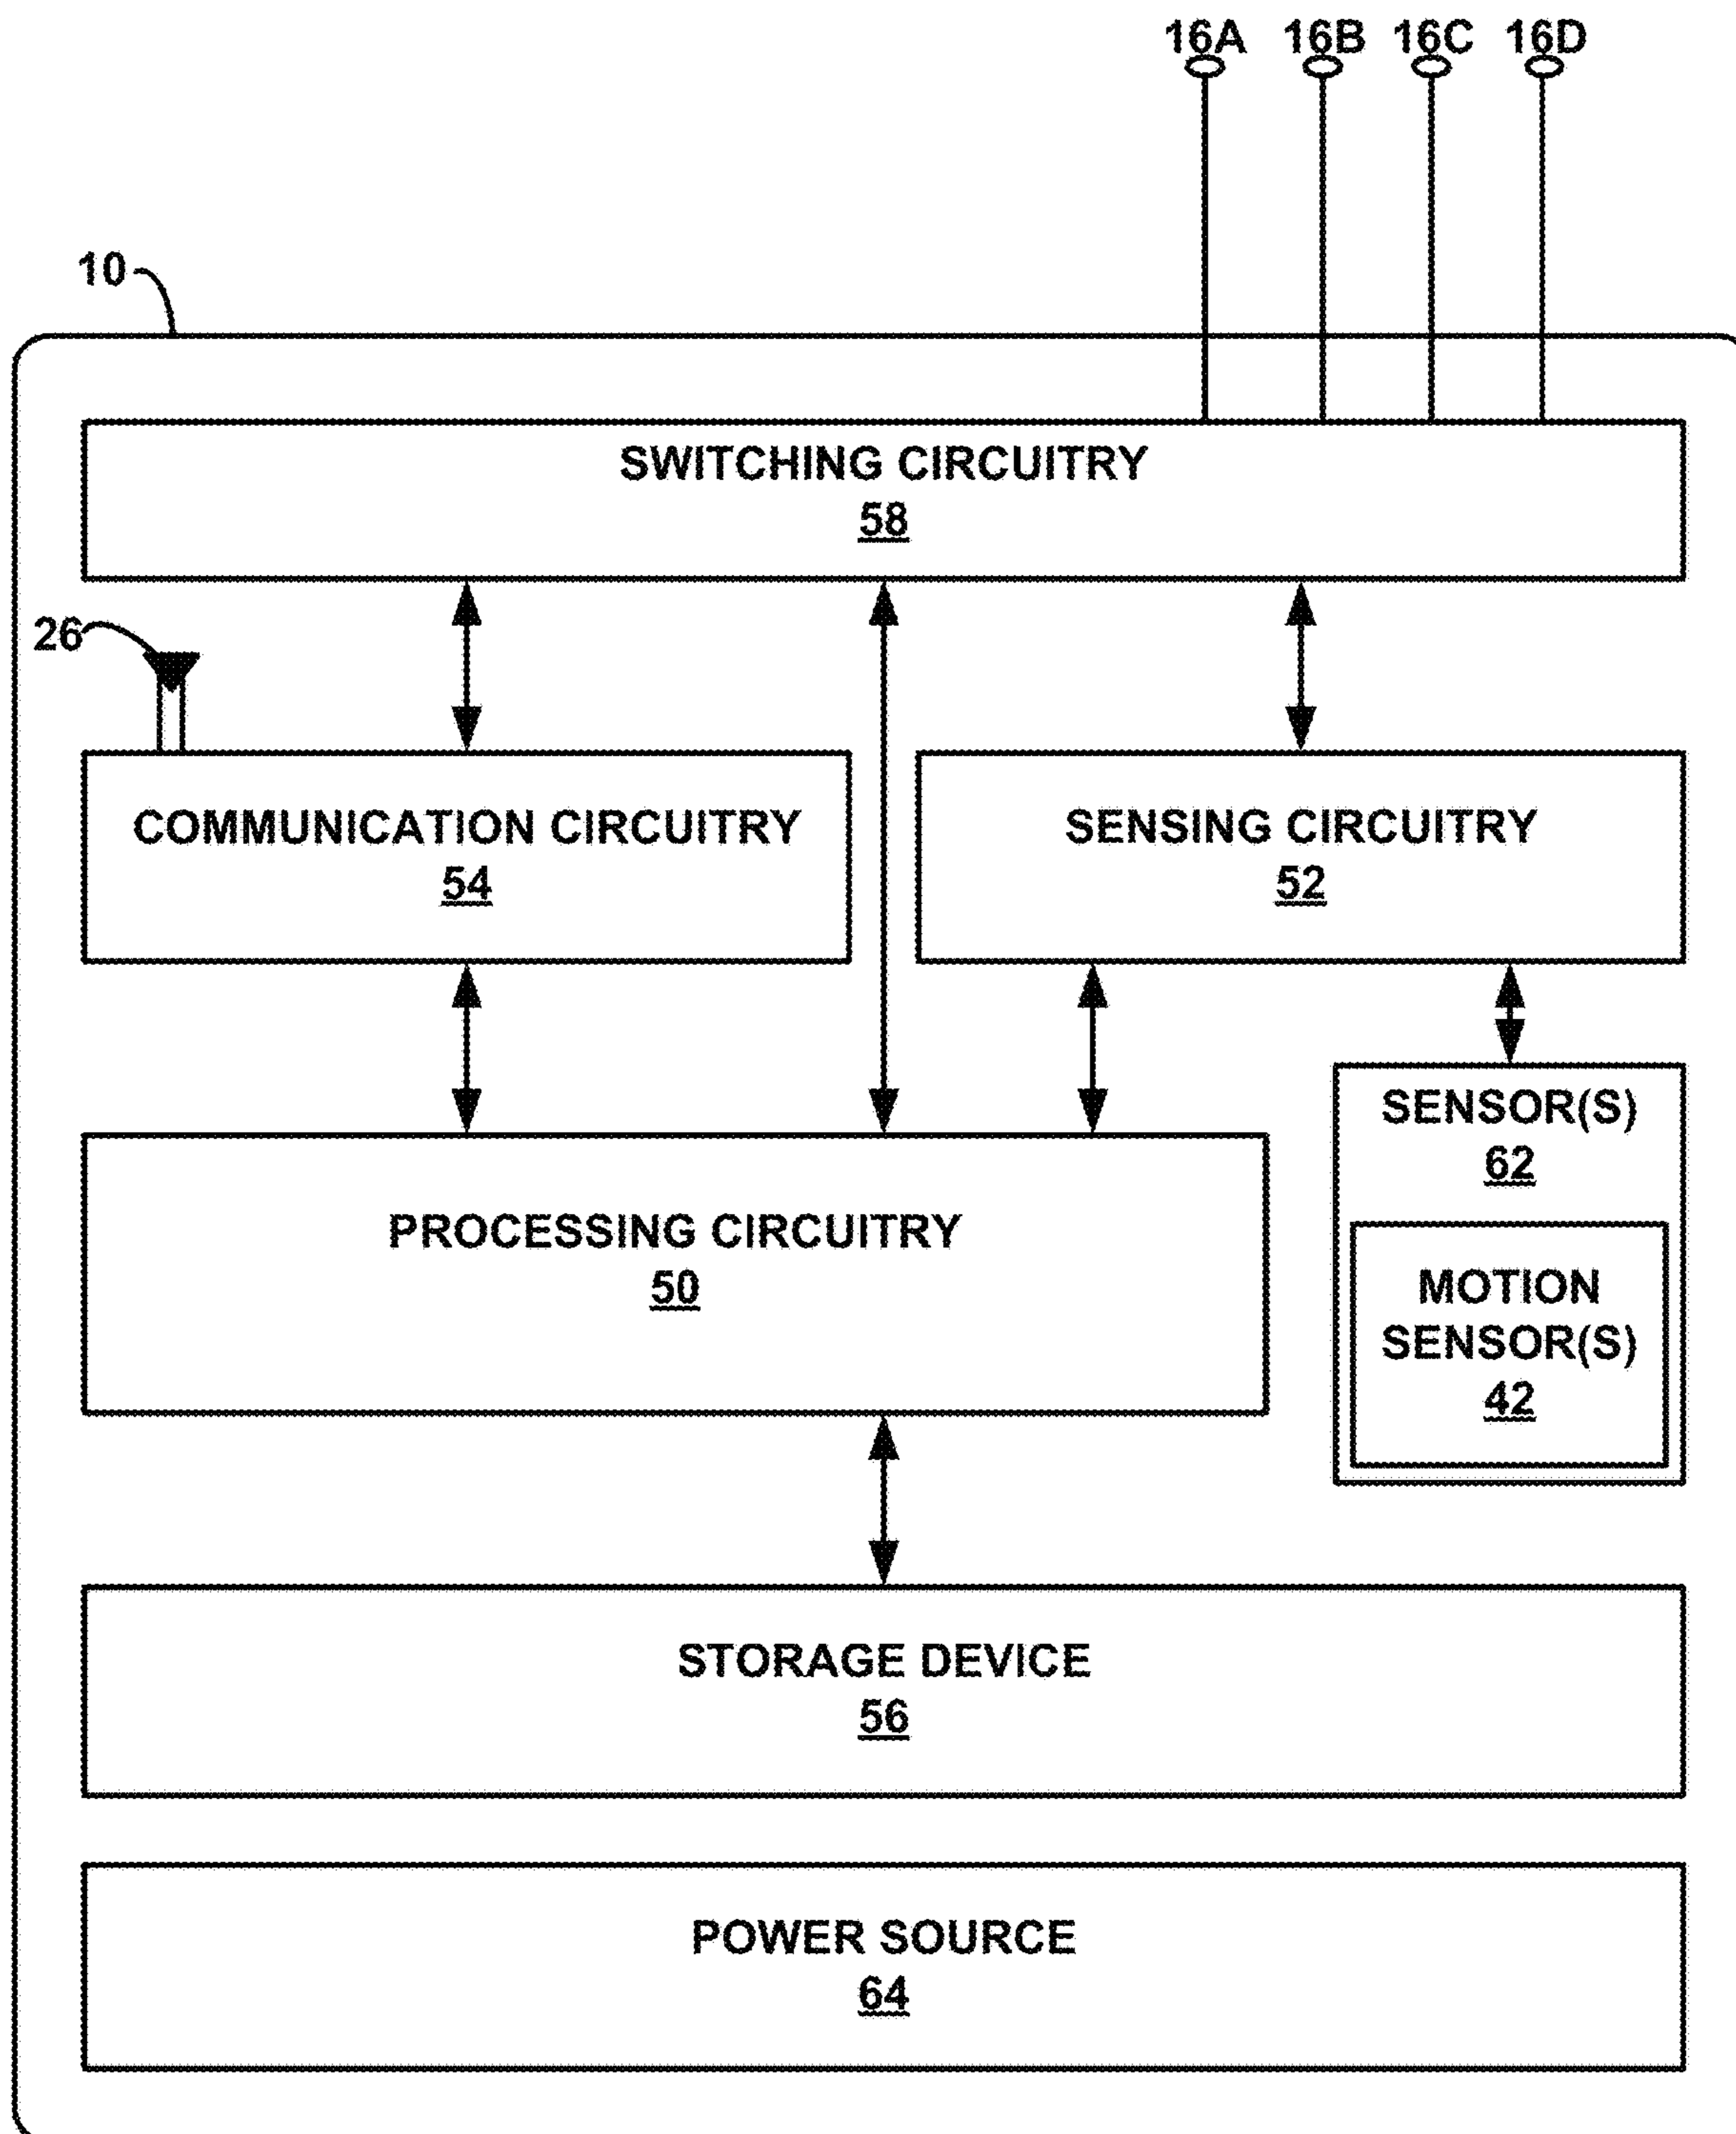 16A 16B 16C 16D
10
SWITCHING CIRCUITRY
58
26
COMMUNICATION CIRCUITRY
54
SENSING CIRCUITRY
52
SENSOR(S)
62
PROCESSING CIRCUITRY
50
MOTION
SENSOR(S)
42
STORAGE DEVICE
56
POWER SOURCE
64